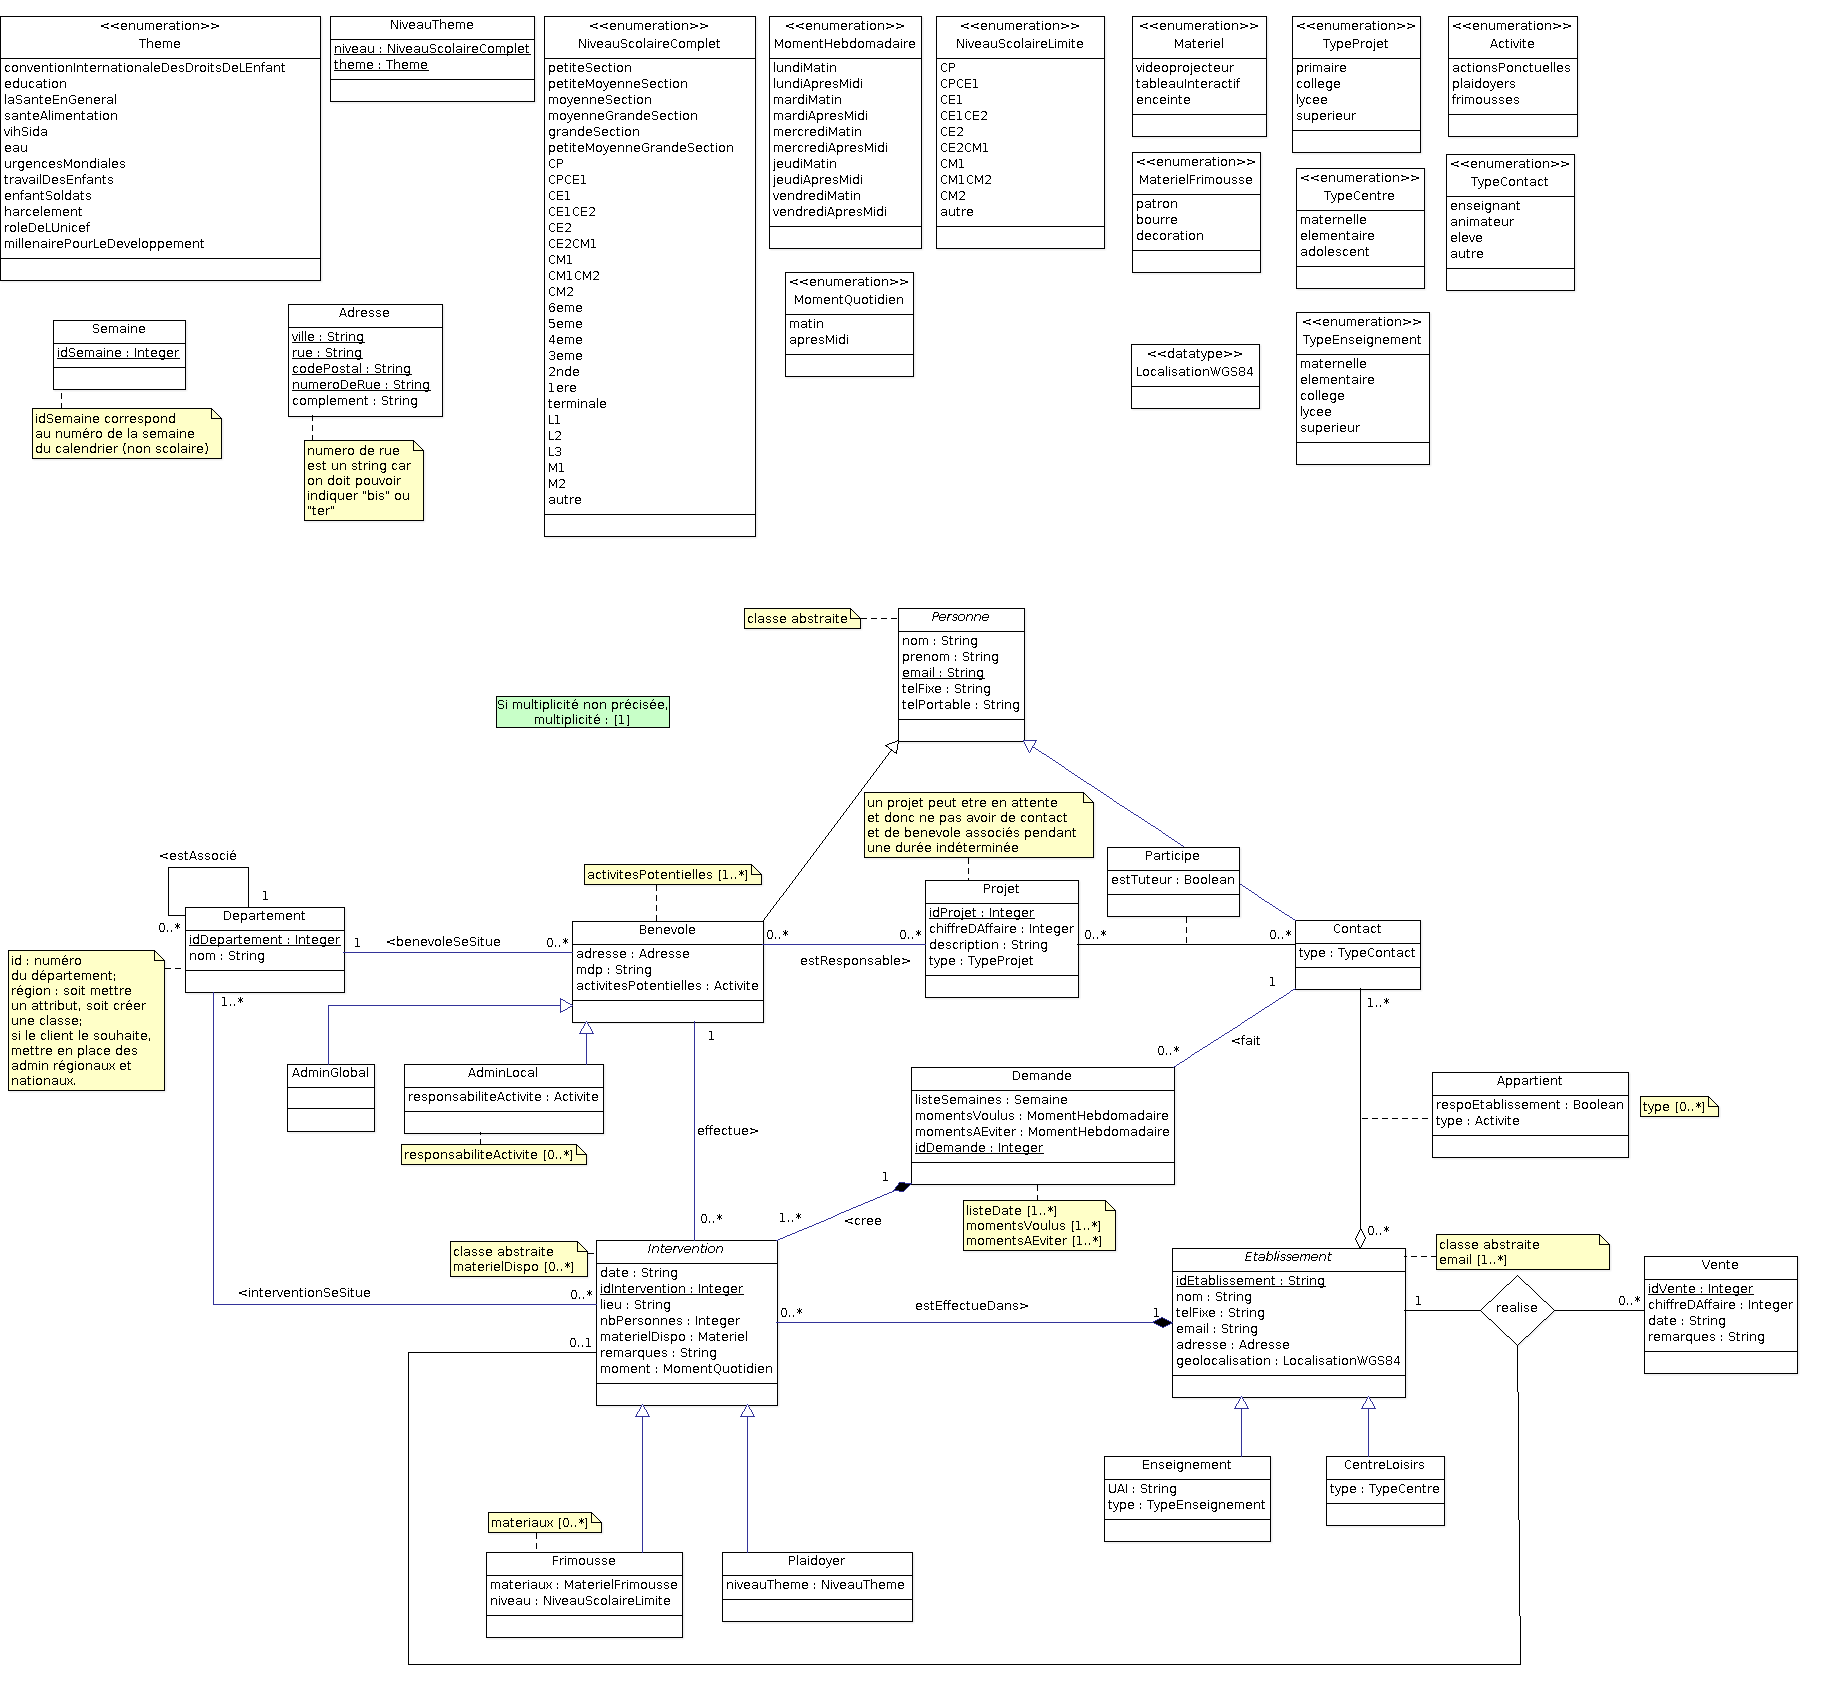 <<enumeration>>
Theme
conventionInternationaleDesDroitsDeLEnfant
education
laSanteEnGeneral
santeAlimentation
vihSida
eau
urgencesMondiales
travailDesEnfants
enfantSoldats
harcelement
roleDeLUnicef
millenairePourLeDeveloppement
NiveauTheme
niveau : NiveauScolaireComplet
theme : Theme
<<enumeration>>
NiveauScolaireComplet
petiteSection
petiteMoyenneSection
moyenneSection
moyenneGrandeSection
grandeSection
petiteMoyenneGrandeSection
CP
CPCE1
CE1
CE1CE2
CE2
CE2CM1
CM1
CM1CM2
CM2
6eme
5eme
4eme
3eme
2nde
1ere
terminale
L1
L2
L3
M1
M2
autre
<<enumeration>>
MomentHebdomadaire
lundiMatin
lundiApresMidi
mardiMatin
mardiApresMidi
mercrediMatin
mercrediApresMidi
jeudiMatin
jeudiApresMidi
vendrediMatin
vendrediApresMidi
<<enumeration>>
NiveauScolaireLimite
CP
CPCE1
CE1
CE1CE2
CE2
CE2CM1
CM1
CM1CM2
CM2
autre
<<enumeration>>
Materiel
videoprojecteur
tableauInteractif
enceinte
<<enumeration>>
TypeProjet
primaire
college
lycee
superieur
<<enumeration>>
Activite
actionsPonctuelles
plaidoyers
frimousses
<<enumeration>>
MaterielFrimousse
patron
bourre
decoration
<<enumeration>>
TypeCentre
maternelle
elementaire
adolescent
<<enumeration>>
TypeContact
enseignant
animateur
eleve
autre
<<enumeration>>
MomentQuotidien
matin
apresMidi
<<datatype>>
LocalisationWGS84
<<enumeration>>
TypeEnseignement
maternelle
elementaire
college
lycee
superieur
Semaine
idSemaine : Integer
idSemaine correspond
au numéro de la semaine
du calendrier (non scolaire)
Adresse
ville : String
rue : String
codePostal : String
numeroDeRue : String
complement : String
numero de rue
est un string car
on doit pouvoir
indiquer "bis" ou
"ter"
classe abstraite
Personne
nom : String
prenom : String
email : String
telFixe : String
telPortable : String
Si multiplicité non précisée,
multiplicité : [1]
un projet peut etre en attente
et donc ne pas avoir de contact
et de benevole associés pendant
une durée indéterminée
Participe
estTuteur : Boolean
<estAssocié
1
0..*
Departement
idDepartement : Integer
nom : String
1
<benevoleSeSitue
0..*
1..*
id : numéro
du département;
région : soit mettre
un attribut, soit créer
une classe;
si le client le souhaite,
mettre en place des
admin régionaux et
nationaux.
activitesPotentielles [1..*]
Benevole
adresse : Adresse
mdp : String
activitesPotentielles : Activite
0..*
0..*
estResponsable>
Projet
idProjet : Integer
chiffreDAffaire : Integer
description : String
type : TypeProjet
0..*
0..*
Contact
type : TypeContact
1
1..*
0..*
<fait
AdminGlobal
AdminLocal
responsabiliteActivite : Activite
responsabiliteActivite [0..*]
1
effectue>
0..*
Demande
listeSemaines : Semaine
momentsVoulus : MomentHebdomadaire
momentsAEviter : MomentHebdomadaire
idDemande : Integer
listeDate [1..*]
momentsVoulus [1..*]
momentsAEviter [1..*]
1
1..*
<cree
Appartient
respoEtablissement : Boolean
type : Activite
type [0..*]
0..*
classe abstraite
materielDispo [0..*]
Intervention
date : String
idIntervention : Integer
lieu : String
nbPersonnes : Integer
materielDispo : Materiel
remarques : String
moment : MomentQuotidien
<interventionSeSitue
0..*
0..1
0..*
estEffectueDans>
1
Etablissement
idEtablissement : String
nom : String
telFixe : String
email : String
adresse : Adresse
geolocalisation : LocalisationWGS84
classe abstraite
email [1..*]
1
realise
0..*
Vente
idVente : Integer
chiffreDAffaire : Integer
date : String
remarques : String
Enseignement
UAI : String
type : TypeEnseignement
CentreLoisirs
type : TypeCentre
materiaux [0..*]
Frimousse
materiaux : MaterielFrimousse
niveau : NiveauScolaireLimite
Plaidoyer
niveauTheme : NiveauTheme